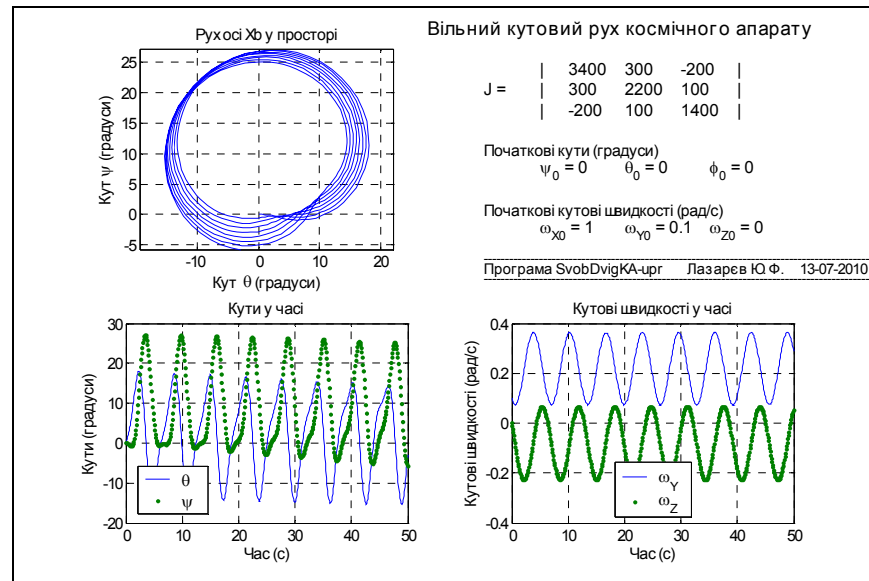 Рух осі Xb у просторі
25
20
15
10
5
0
-5
Кут ψ (градуси)
-10 0 10 20
Кут θ (градуси)
Вільний кутовий рух космічного апарату
| 3400 300 -200 |
J = | 300 2200 100 |
| -200 100 1400 |
Початкові кути (градуси)
ψ0 = 0 θ0 = 0 ϕ0 = 0
Початкові кутові швидкості (рад/с)
ωX0 = 1 ωY0 = 0.1 ωZ0 = 0
Програма SvobDvigKA-upr Лазарєв Ю.Ф. 13-07-2010
Кути у часі
30
20
10
0
-10
-20
Кути (градуси)
θ
ψ
0 10 20 30 40 50
Час (с)
Кутові швидкості у часі
0.4
0.2
0
-0.2
-0.4
Кутові швидкості (рад/с)
ωY
ωZ
0 10 20 30 40 50
Час (с)